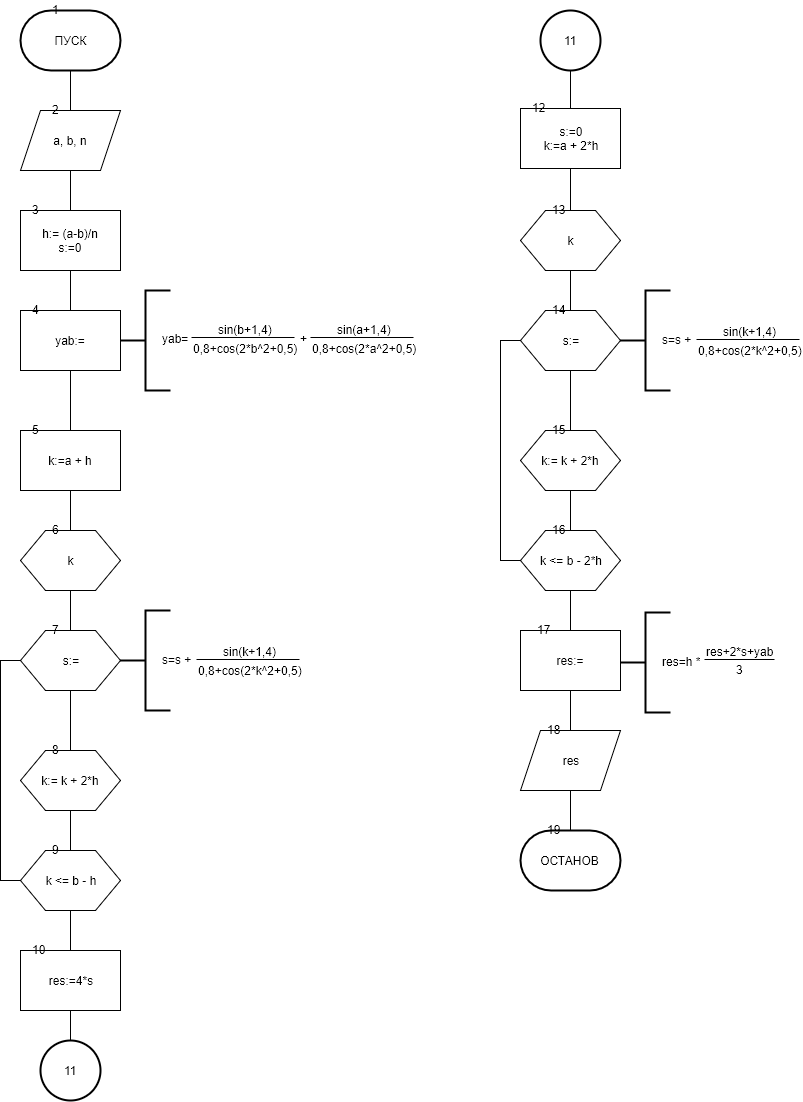 1
ПУСК
2
a, b, n
3
h:= (a-b)/n
s:=0
4
yab:=
yab= sin(b+1,4) + sin(a+1,4)
0,8+cos(2*b^2+0,5) 0,8+cos(2*a^2+0,5)
5
k:=a + h
6
k
7
s:=
s=s + sin(k+1,4)
0,8+cos(2*k^2+0,5)
8
k:= k + 2*h
9
k <= b - h
10
res:=4*s
11
11
12
s:=0
k:=a + 2*h
13
k
14
s:=
s=s + sin(k+1,4)
0,8+cos(2*k^2+0,5)
15
k:= k + 2*h
16
k <= b - 2*h
17
res:=
res=h * res+2*s+yab
3
18
res
19
ОСТАНОВ